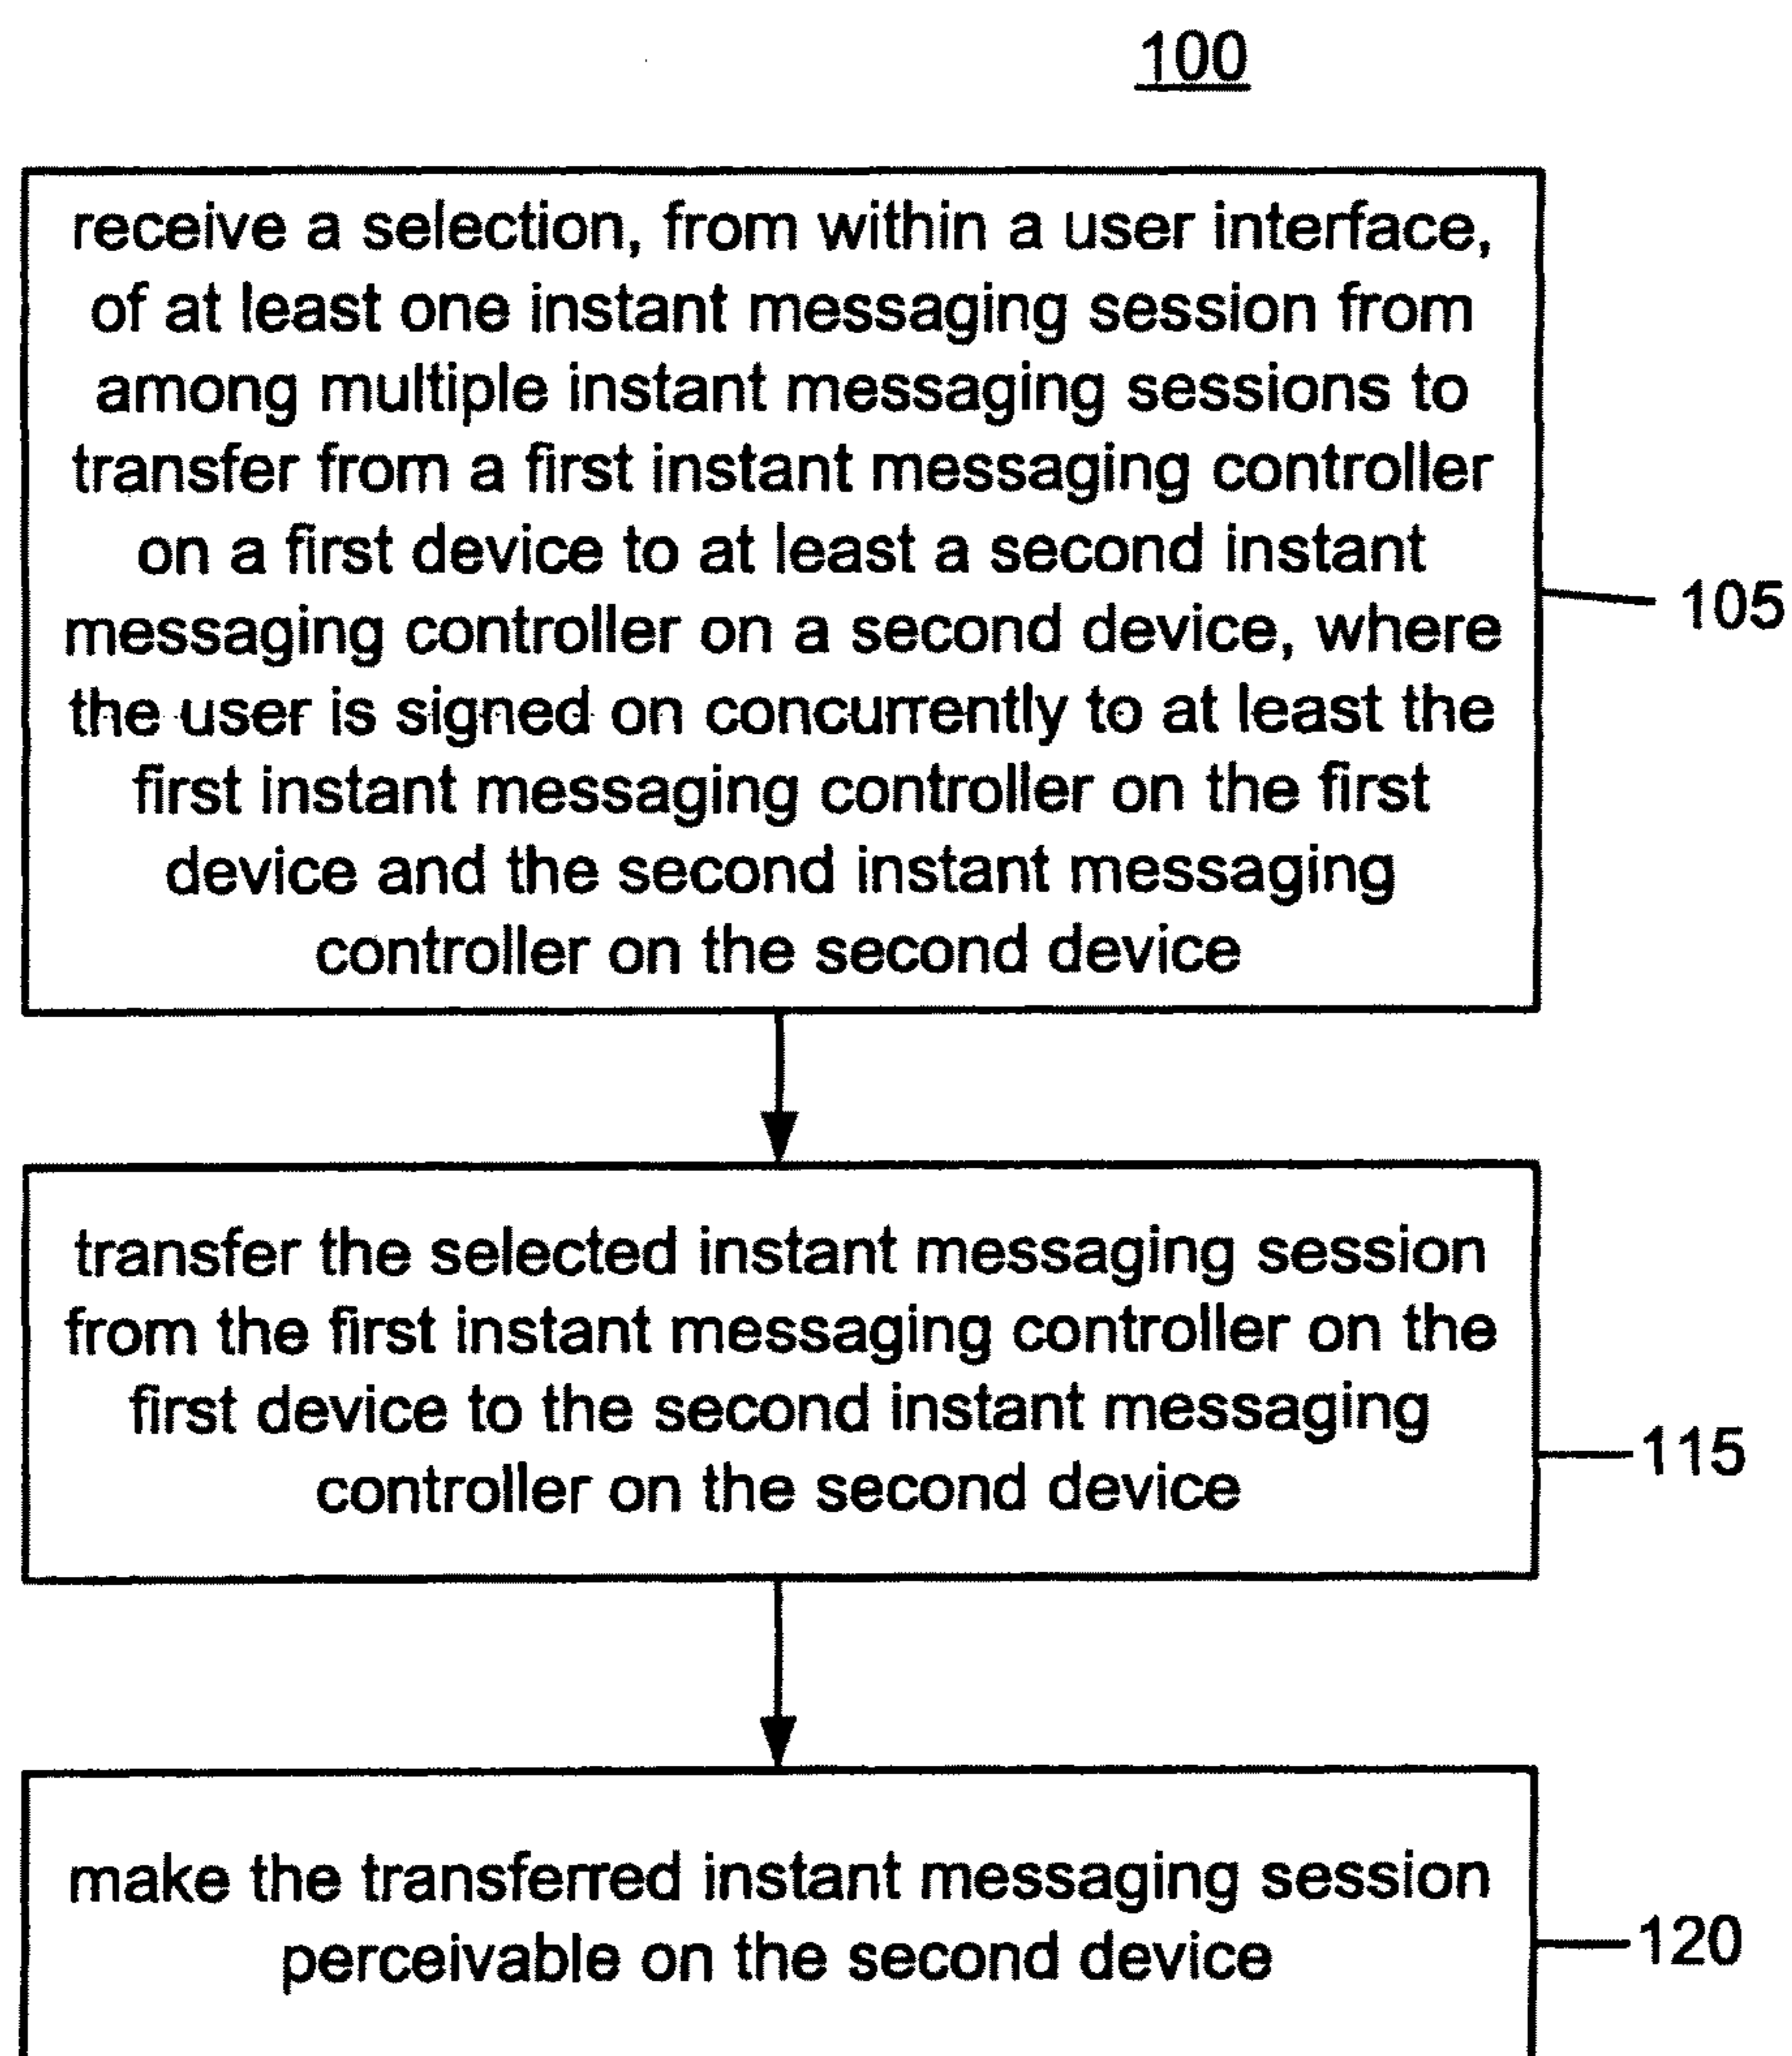 100
receive a selection, from within a user interface,
of at least one instant messaging session from
among multiple instant messaging sessions to
transfer from a first instant messaging controller
on a first device to at least a second instant
messaging controller on a second device, where
the user is signed on concurrently to at least the
first instant messaging controller on the first
device and the second instant messaging
controller on the second device
105
transfer the selected instant messaging session
from the first instant messaging controller on the
first device to the second instant messaging
controller on the second device
115
make the transferred instant messaging session
perceivable on the second device
120